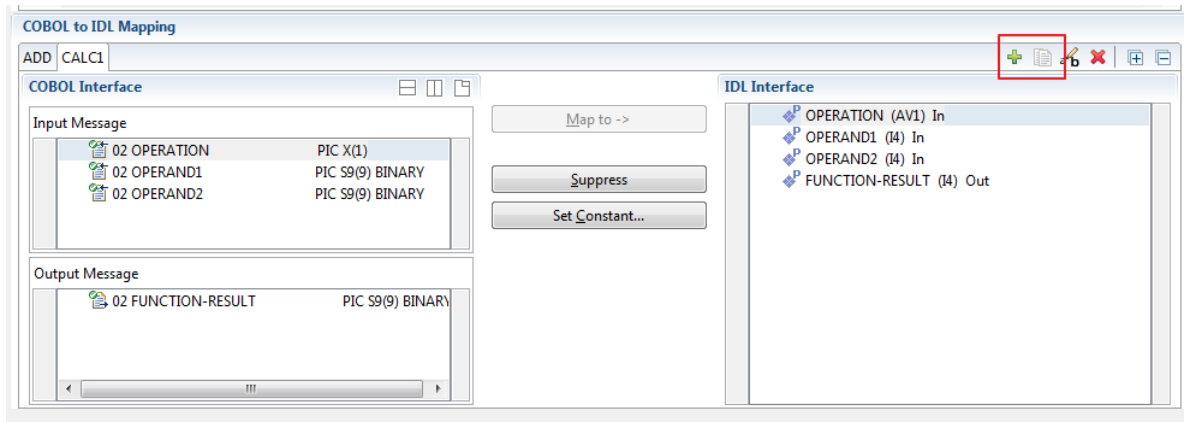 COBOL to IDL Mapping
ADD CALC1
COBOL Interface
Input Message
02 OPERATION PIC X(1)
02 OPERAND1 PIC S9(9) BINARY
02 OPERAND2 PIC S9(9) BINARY
Output Message
02 FUNCTION-RESULT PIC S9(9) BINARY
Map to ->
Suppress
Set Constant...
IDL Interface
OPERATION (AV1) In
OPERAND1 (I4) In
OPERAND2 (I4) In
FUNCTION-RESULT (I4) Out